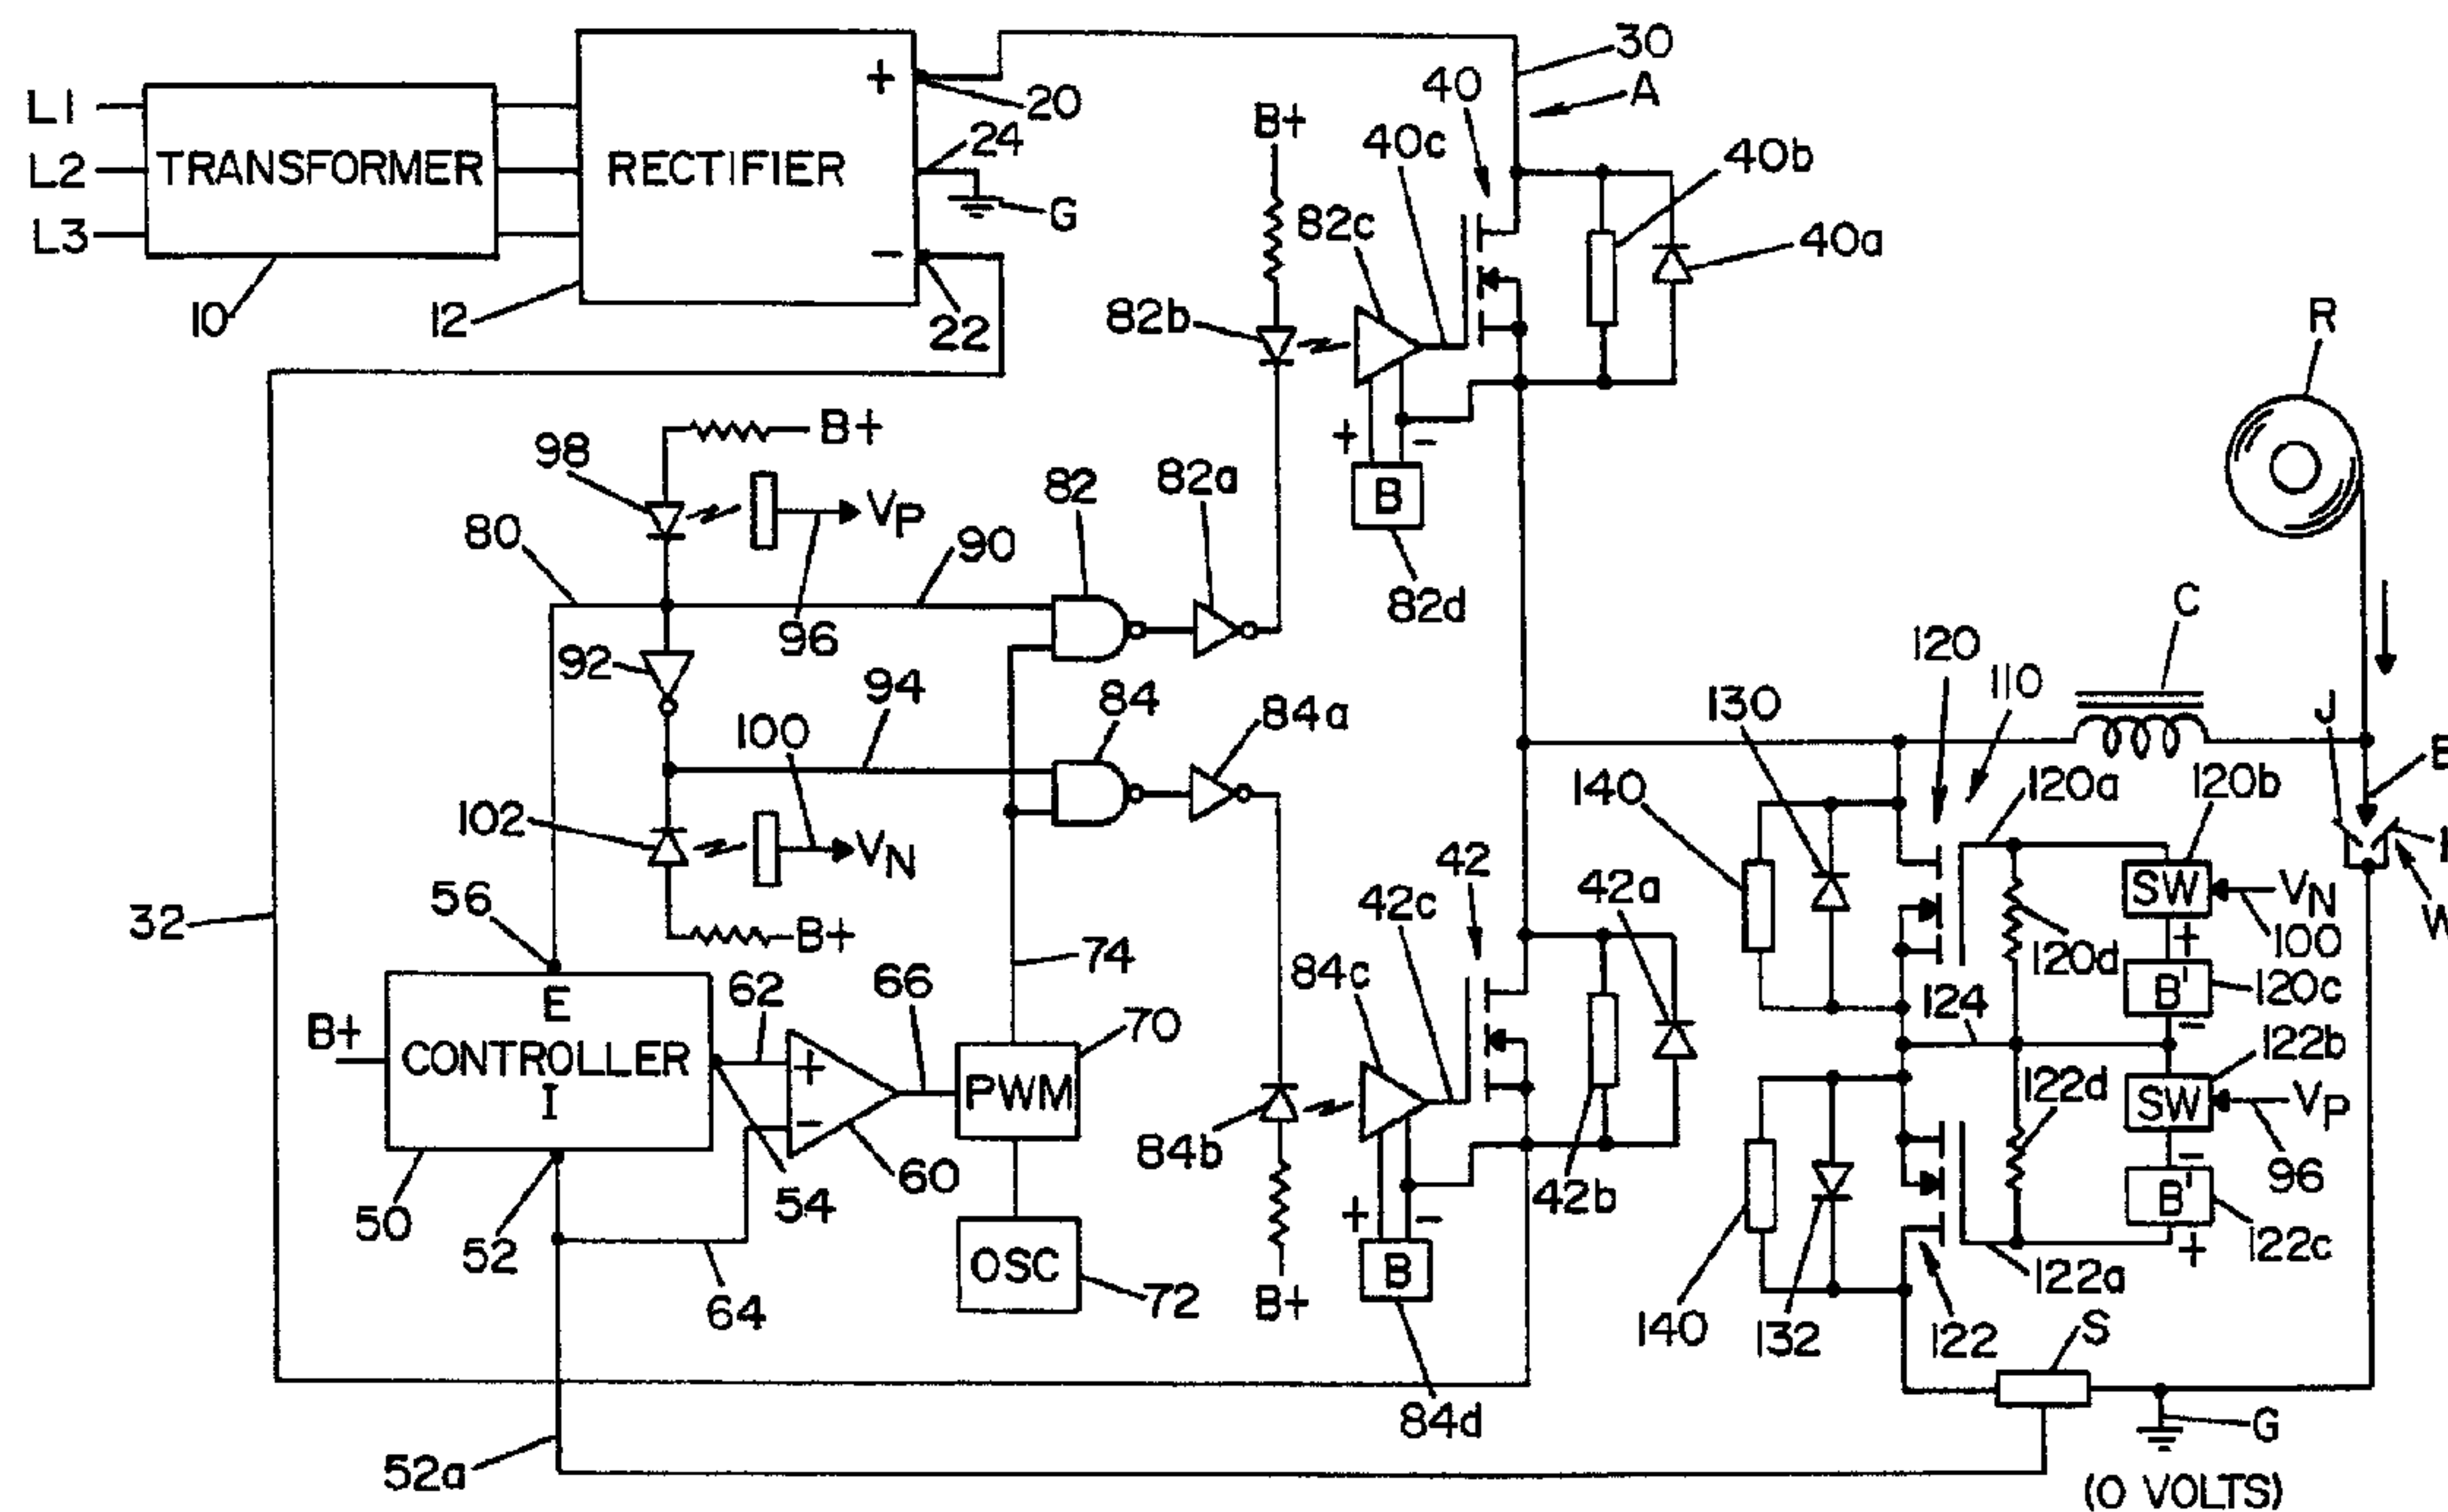 L1
L2
L3
TRANSFORMER
10
RECTIFIER
12
+
20
24
G
-
22
30
A
40
40c
40b
40a
B+
82c
82b
+
-
B
82d
R
B+
98
VP
96
80
90
82
82a
92
94
84
84a
100
102
VN
B+
32
56
E
B+
CONTROLLER
I
50
52
54
62
+
-
60
64
66
PWM
70
74
OSC
72
52a
84b
B+
84c
42c
42
42a
42b
+
-
B
84d
C
J
120
110
130
140
120a
120b
SW
VN
100
+
120d
B'
120c
-
124
122b
122d
SW
VP
96
-
B'
122c
+
122a
140
132
122
S
G
(0 VOLTS)